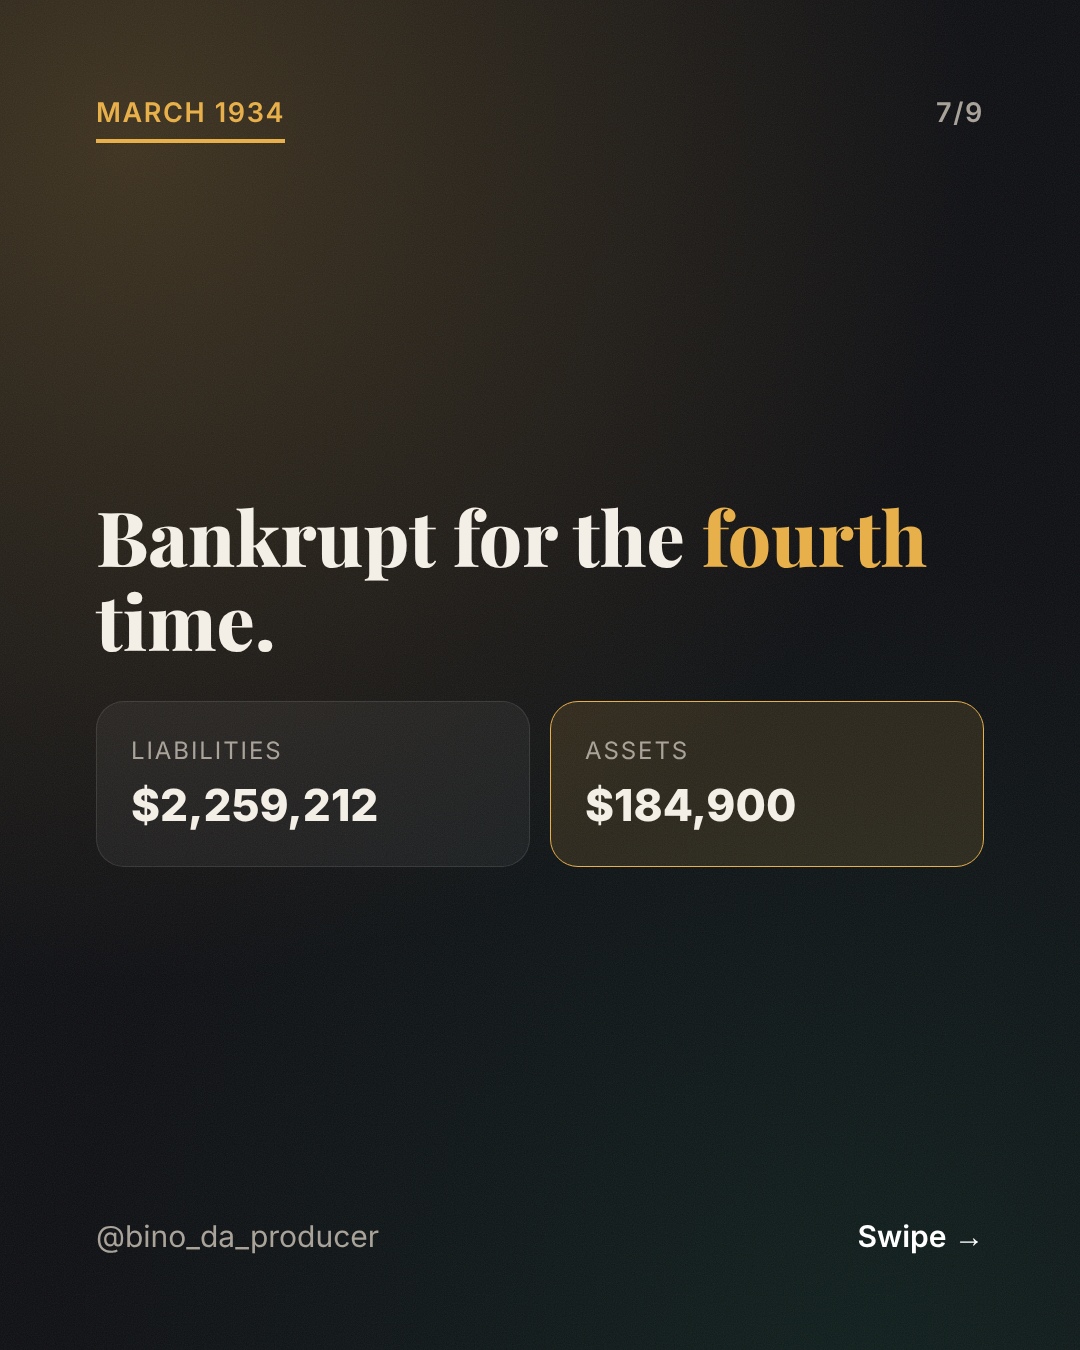 MARCH 1934
7/9
Bankrupt for the fourth
time.
LIABILITIES
$2,259,212
ASSETS
$184,900
@bino_da_producer
Swipe →